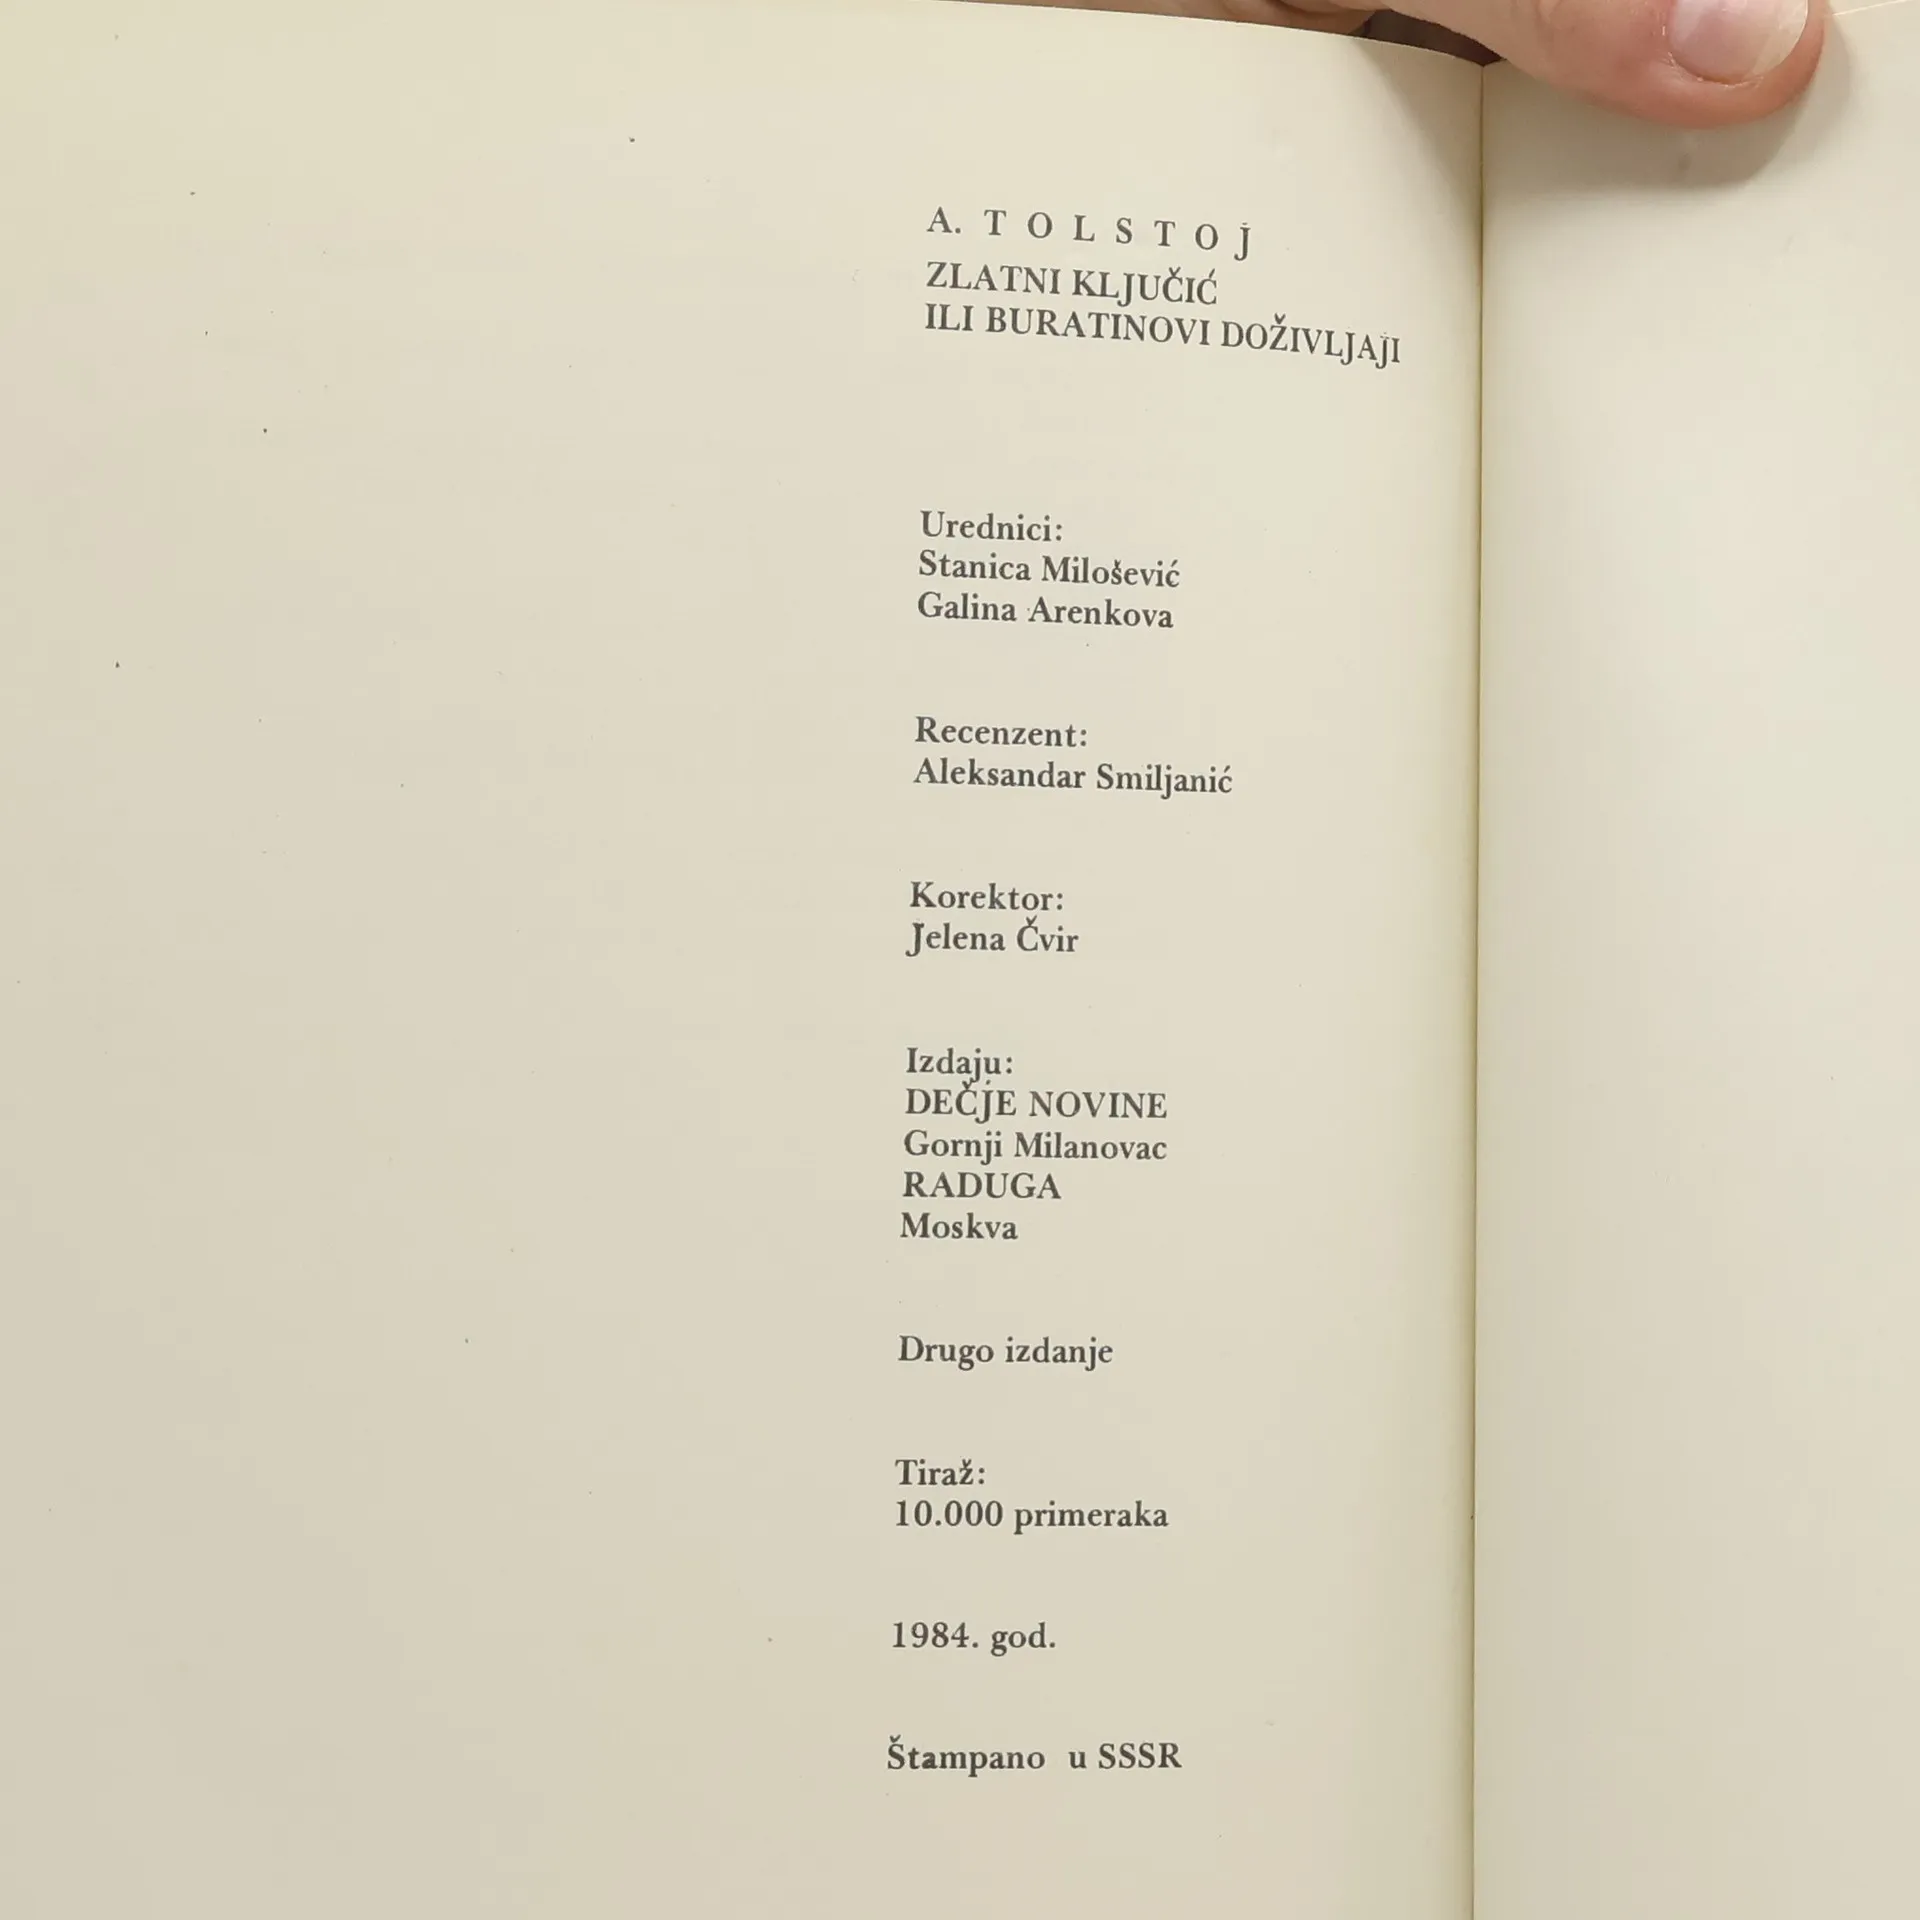 A. TOLSTOJ
ZLATNI KLJUČIĆ
ILI BURATINOVI DOŽIVLJAJI
Urednici:
Stanica Milošević
Galina Arenkova
Recenzent:
Aleksandar Smiljanić
Korektor:
Jelena Čvir
Izdaju:
DEČJE NOVINE
Gornji Milanovac
RADUGA
Moskva
Drugo izdanje
Tiraž:
10.000 primeraka
1984. god.
Štampano u SSSR